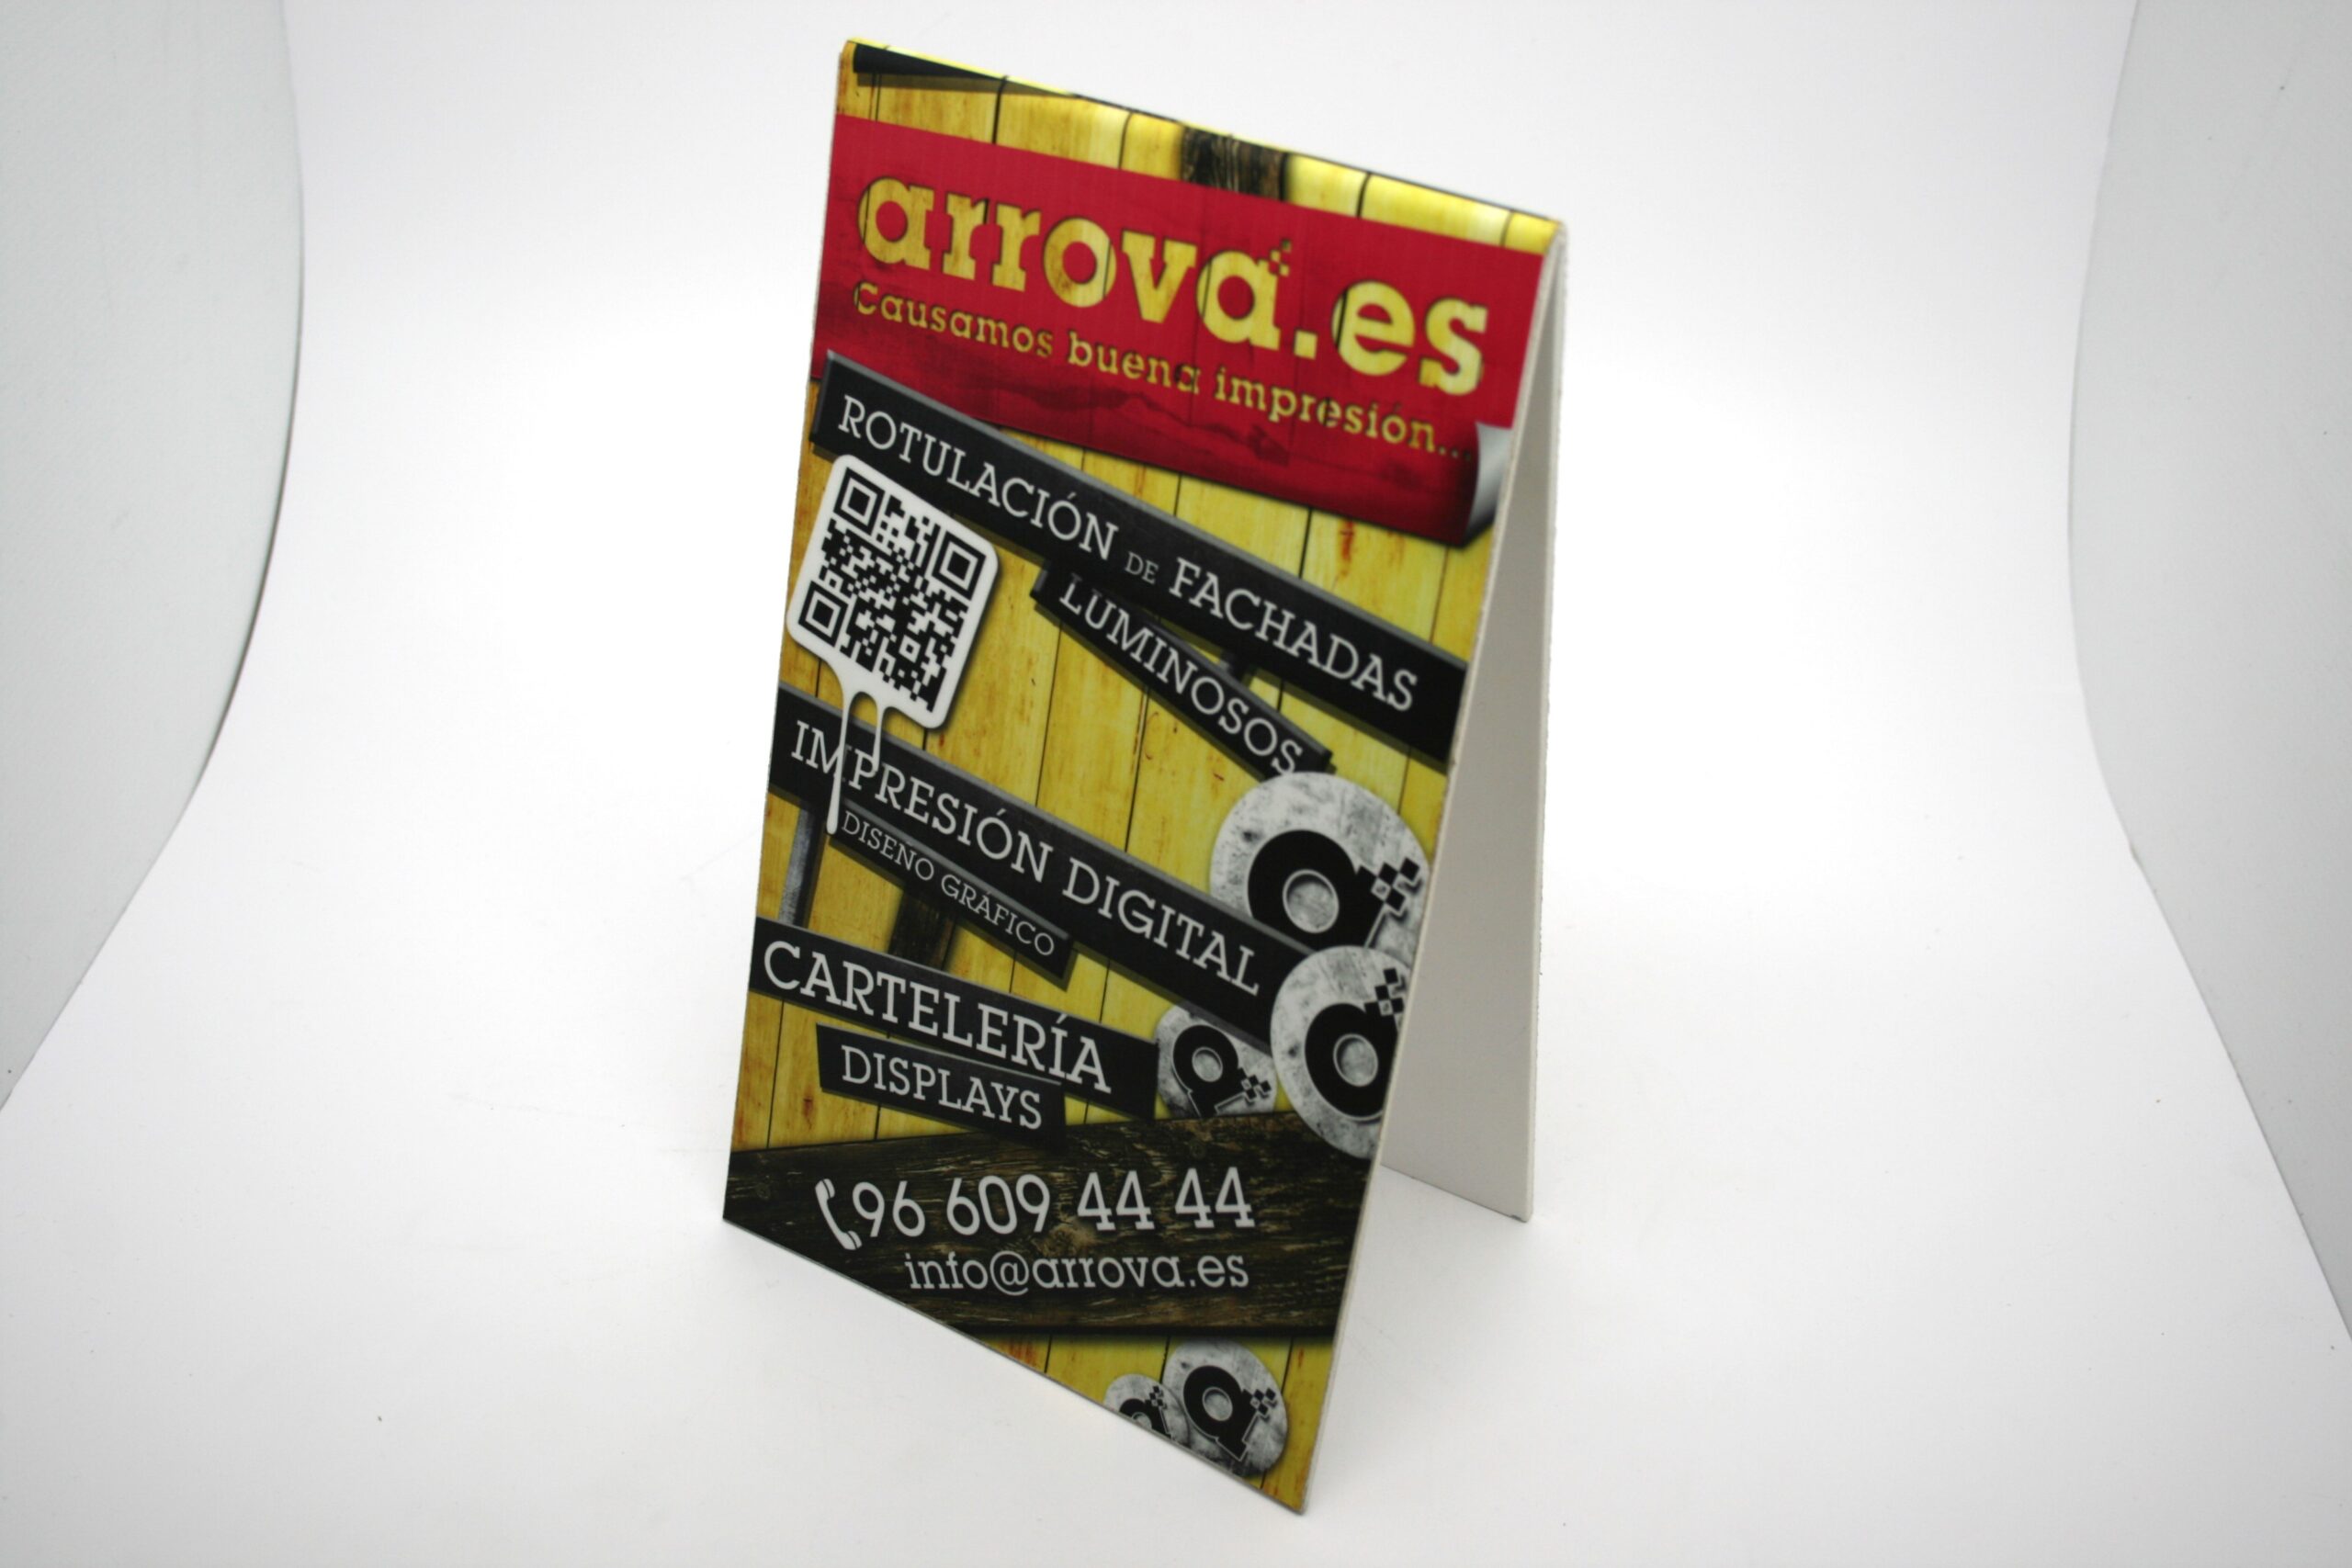 arrova.es
Causamos buena impresión...
ROTULACIÓN DE FACHADAS
LUMINOSOS
IMPRESIÓN DIGITAL
DISEÑO GRÁFICO
CARTELERÍA
DISPLAYS
96 609 44 44
info@arrova.es
a
a
a
a
a